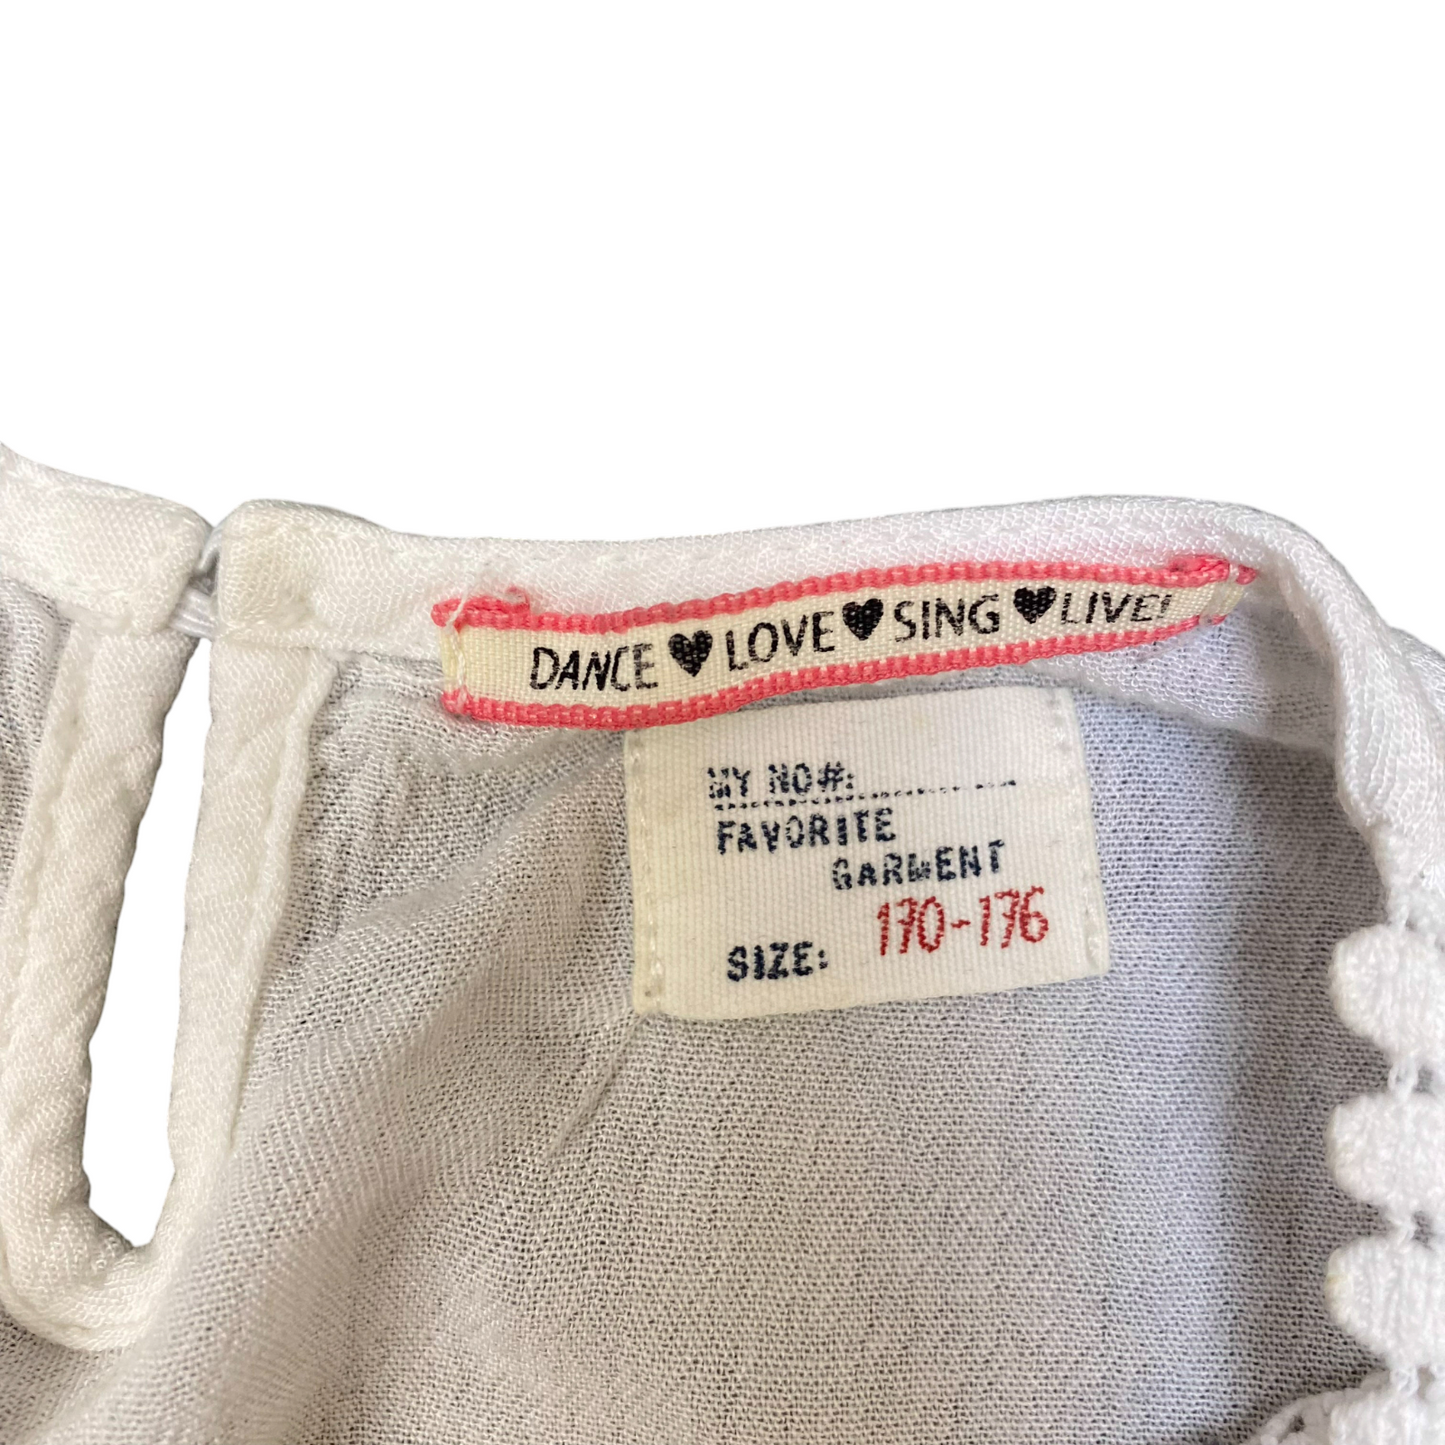 DANCE ♥ LOVE ♥ SING ♥ LIVE!
MY NO#:
FAVORITE
GARMENT
SIZE: 170-176